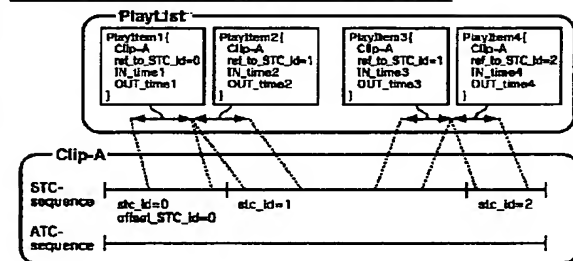 PlayList
PlayItem1{
Clip-A
ref_to_STC_id=0
IN_time1
OUT_time1
}
PlayItem2{
Clip-A
ref_to_STC_id=1
IN_time2
OUT_time2
}
PlayItem3{
Clip-A
ref_to_STC_id=1
IN_time3
OUT_time3
}
PlayItem4{
Clip-A
ref_to_STC_id=2
IN_time4
OUT_time4
}
Clip-A
STC-
sequence
stc_id=0
offset_STC_id=0
stc_id=1
stc_id=2
ATC-
sequence